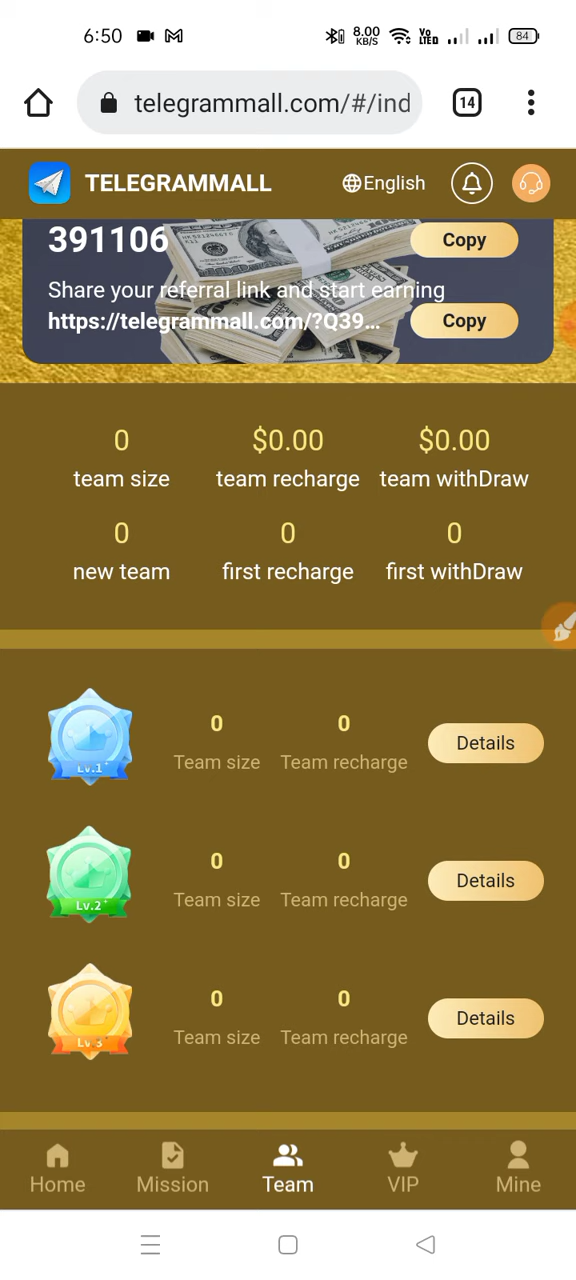 6:50 8.00 KB/S VoLTED 84
telegrammall.com/#/ind 14
TELEGRAMMALL English
391106 Copy
Share your referral link and start earning
https://telegrammall.com/?Q39... Copy
0 $0.00 $0.00
team size team recharge team withDraw
0 0 0
new team first recharge first withDraw
0 0
Lv.1 Team size Team recharge Details
0 0
Lv.2 Team size Team recharge Details
0 0
Lv.3 Team size Team recharge Details
Home Mission Team VIP Mine